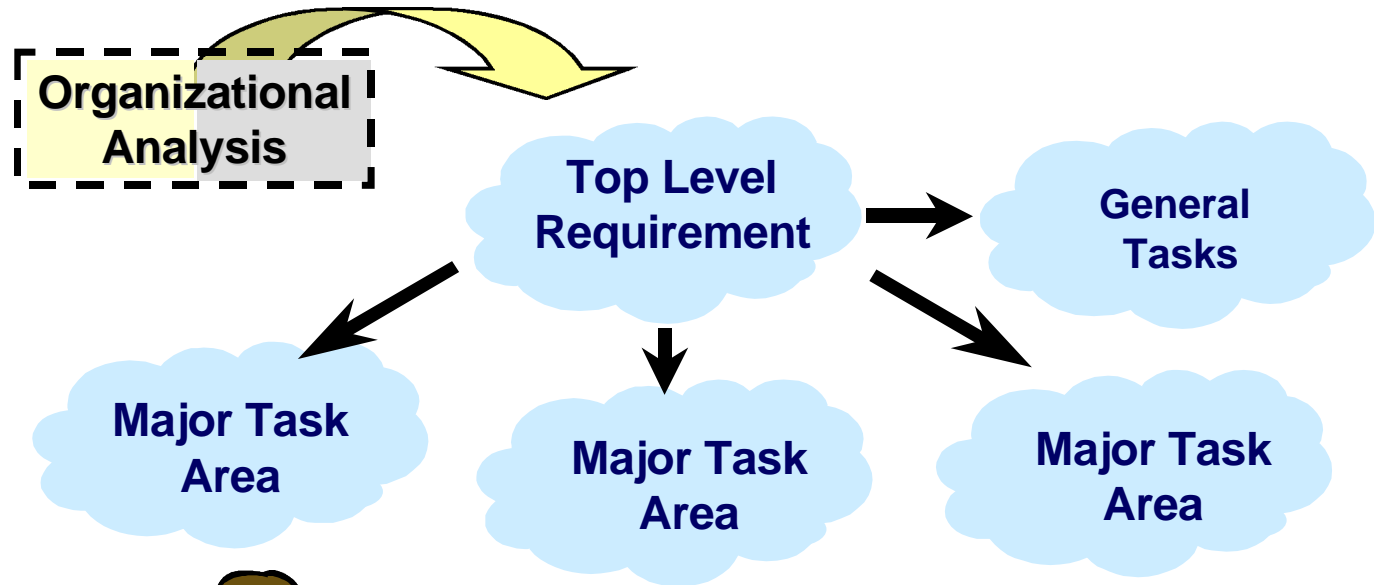 Organizational
Analysis
Top Level
Requirement
General
Tasks
Major Task
Area
Major Task
Area
Major Task
Area